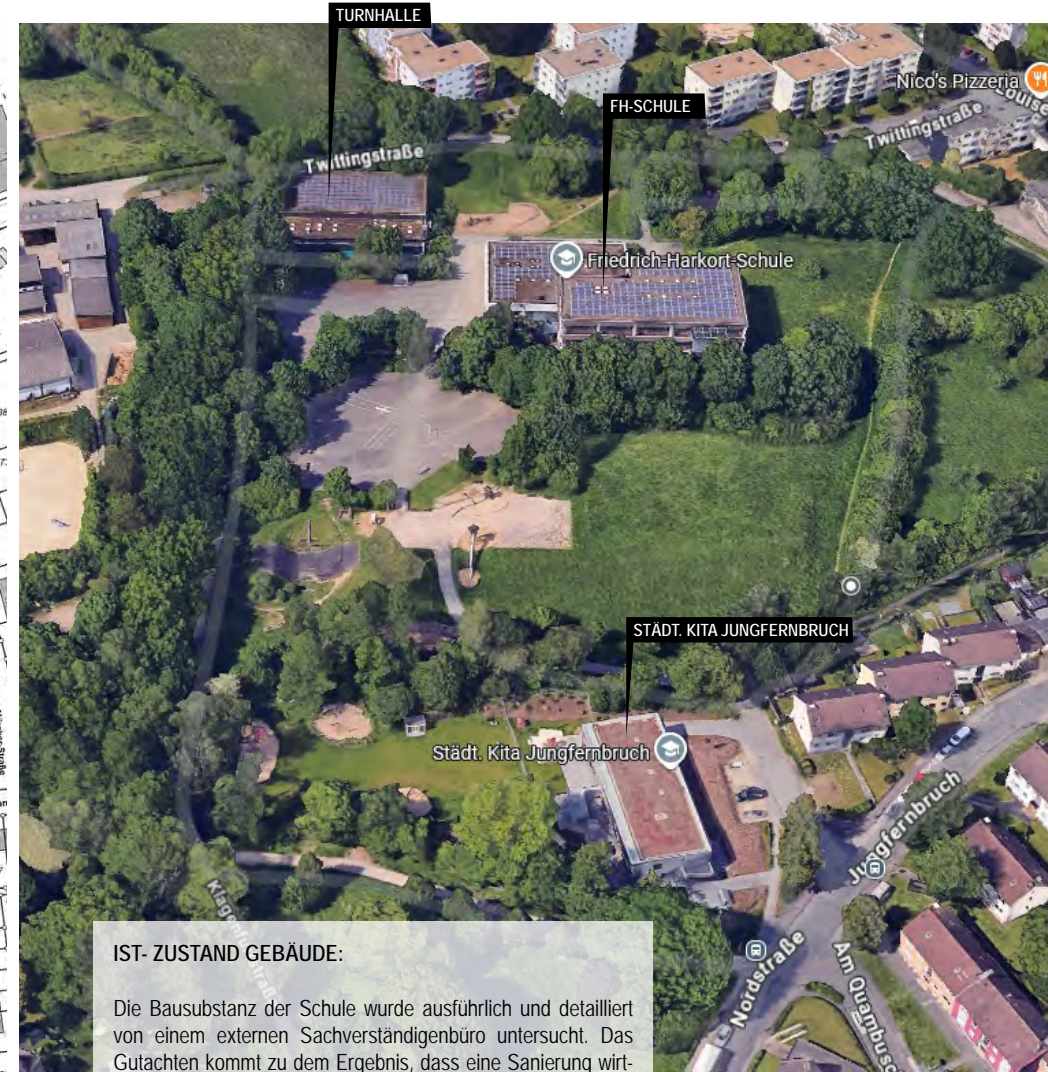 TURNHALLE
Nico's Pizzeria
FH-SCHULE
Twittingstraße
Twittingstraße
Friedrich-Harkort-Schule
STÄDT. KITA JUNGFERNBRUCH
Städt. Kita Jungfernbruch
Jungfernbruch
Nordstraße
IST- ZUSTAND GEBÄUDE:
Die Bausubstanz der Schule wurde ausführlich und detailliert
von einem externen Sachverständigenbüro untersucht. Das
Gutachten kommt zu dem Ergebnis, dass eine Sanierung wirt-